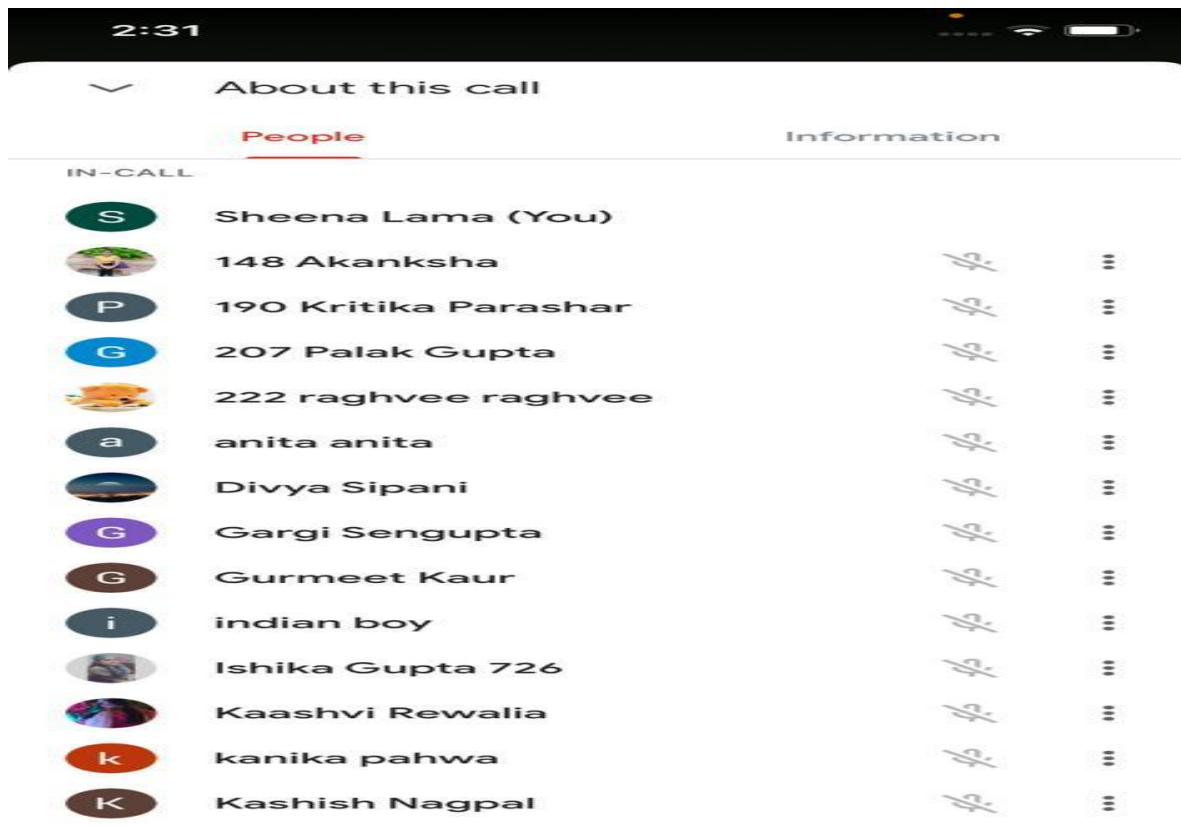 2:31
About this call
People Information
IN-CALL
S Sheena Lama (You)
148 Akanksha
P 190 Kritika Parashar
G 207 Palak Gupta
222 raghvee raghvee
a anita anita
Divya Sipani
G Gargi Sengupta
G Gurmeet Kaur
i indian boy
Ishika Gupta 726
Kaashvi Rewalia
k kanika pahwa
K Kashish Nagpal